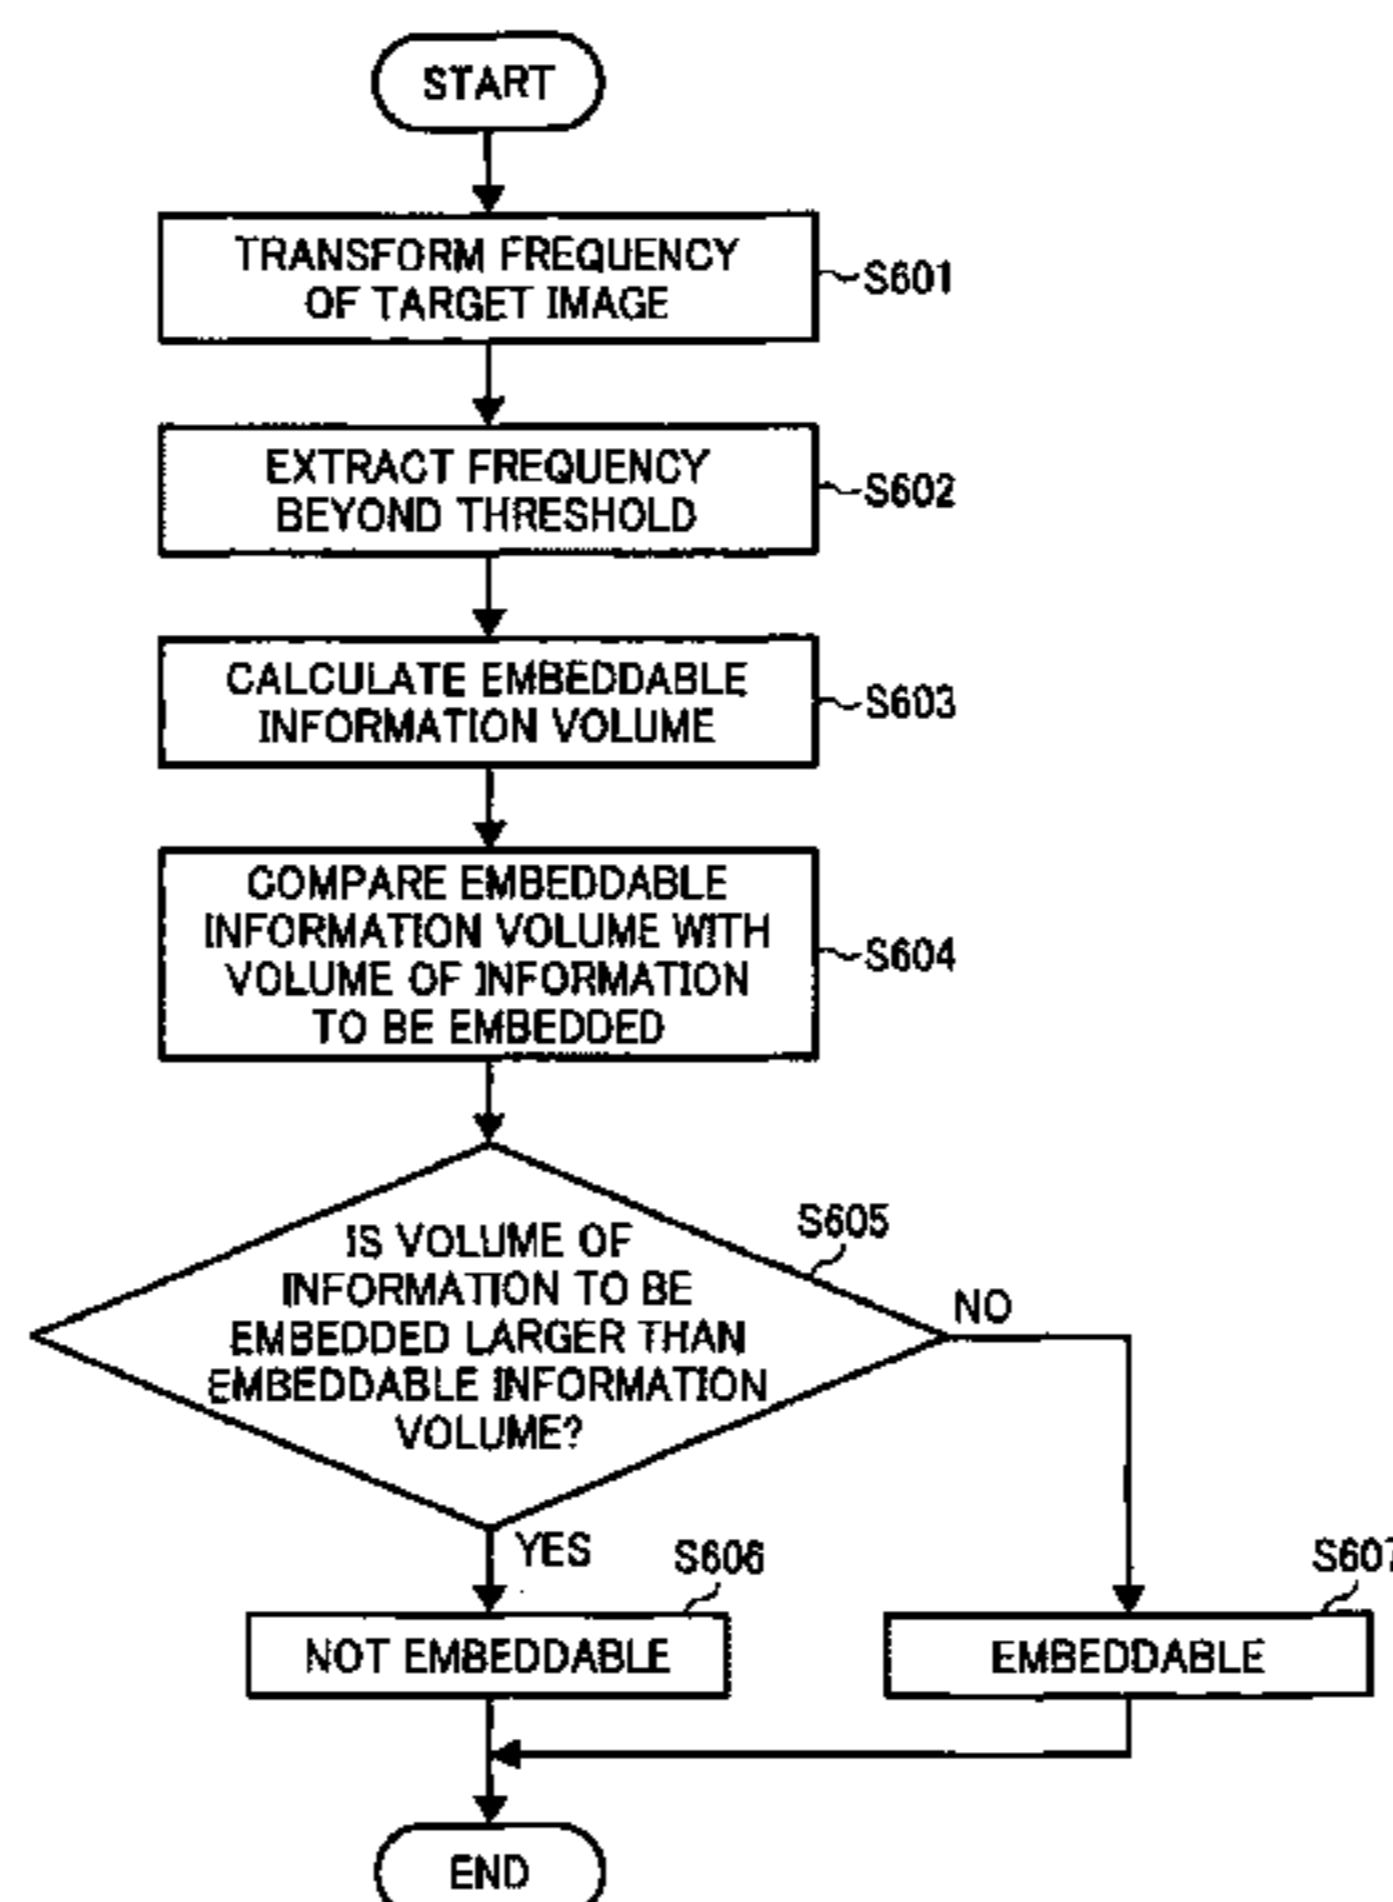 START
TRANSFORM FREQUENCY
OF TARGET IMAGE
S601
EXTRACT FREQUENCY
BEYOND THRESHOLD
S602
CALCULATE EMBEDDABLE
INFORMATION VOLUME
S603
COMPARE EMBEDDABLE
INFORMATION VOLUME WITH
VOLUME OF INFORMATION
TO BE EMBEDDED
S604
S605
IS VOLUME OF
INFORMATION TO BE
EMBEDDED LARGER THAN
EMBEDDABLE INFORMATION
VOLUME?
NO
YES
S606
NOT EMBEDDABLE
S607
EMBEDDABLE
END